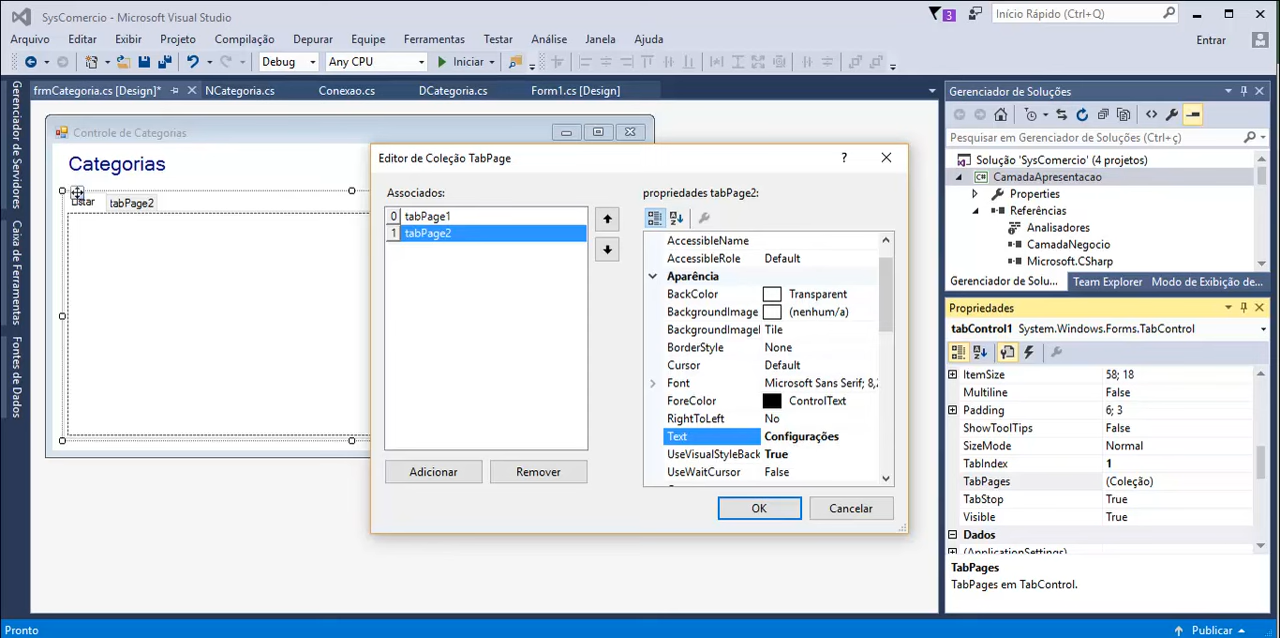 SysComercio - Microsoft Visual Studio
3
Início Rápido (Ctrl+Q)
Arquivo Editar Exibir Projeto Compilação Depurar Equipe Ferramentas Testar Análise Janela Ajuda
Entrar
Debug Any CPU Iniciar
frmCategoria.cs [Design]* NCategoria.cs Conexao.cs DCategoria.cs Form1.cs [Design]
Gerenciador de Servidores
Caixa de Ferramentas
Fontes de Dados
Controle de Categorias
Categorias
Listar tabPage2
Editor de Coleção TabPage
?
Associados:
0 tabPage1
1 tabPage2
Adicionar Remover
propriedades tabPage2:
AccessibleName
AccessibleRole Default
Aparência
BackColor Transparent
BackgroundImage (nenhum/a)
BackgroundImagel Tile
BorderStyle None
Cursor Default
Font Microsoft Sans Serif; 8,2
ForeColor ControlText
RightToLeft No
Text Configurações
UseVisualStyleBack True
UseWaitCursor False
OK Cancelar
Gerenciador de Soluções
Pesquisar em Gerenciador de Soluções (Ctrl+ç)
Solução 'SysComercio' (4 projetos)
C# CamadaApresentacao
Properties
Referências
Analisadores
CamadaNegocio
Microsoft.CSharp
Gerenciador de Solu... Team Explorer Modo de Exibição de...
Propriedades
tabControl1 System.Windows.Forms.TabControl
ItemSize 58; 18
Multiline False
Padding 6; 3
ShowToolTips False
SizeMode Normal
TabIndex 1
TabPages (Coleção)
TabStop True
Visible True
Dados
(ApplicationSettings)
TabPages
TabPages em TabControl.
Pronto
Publicar